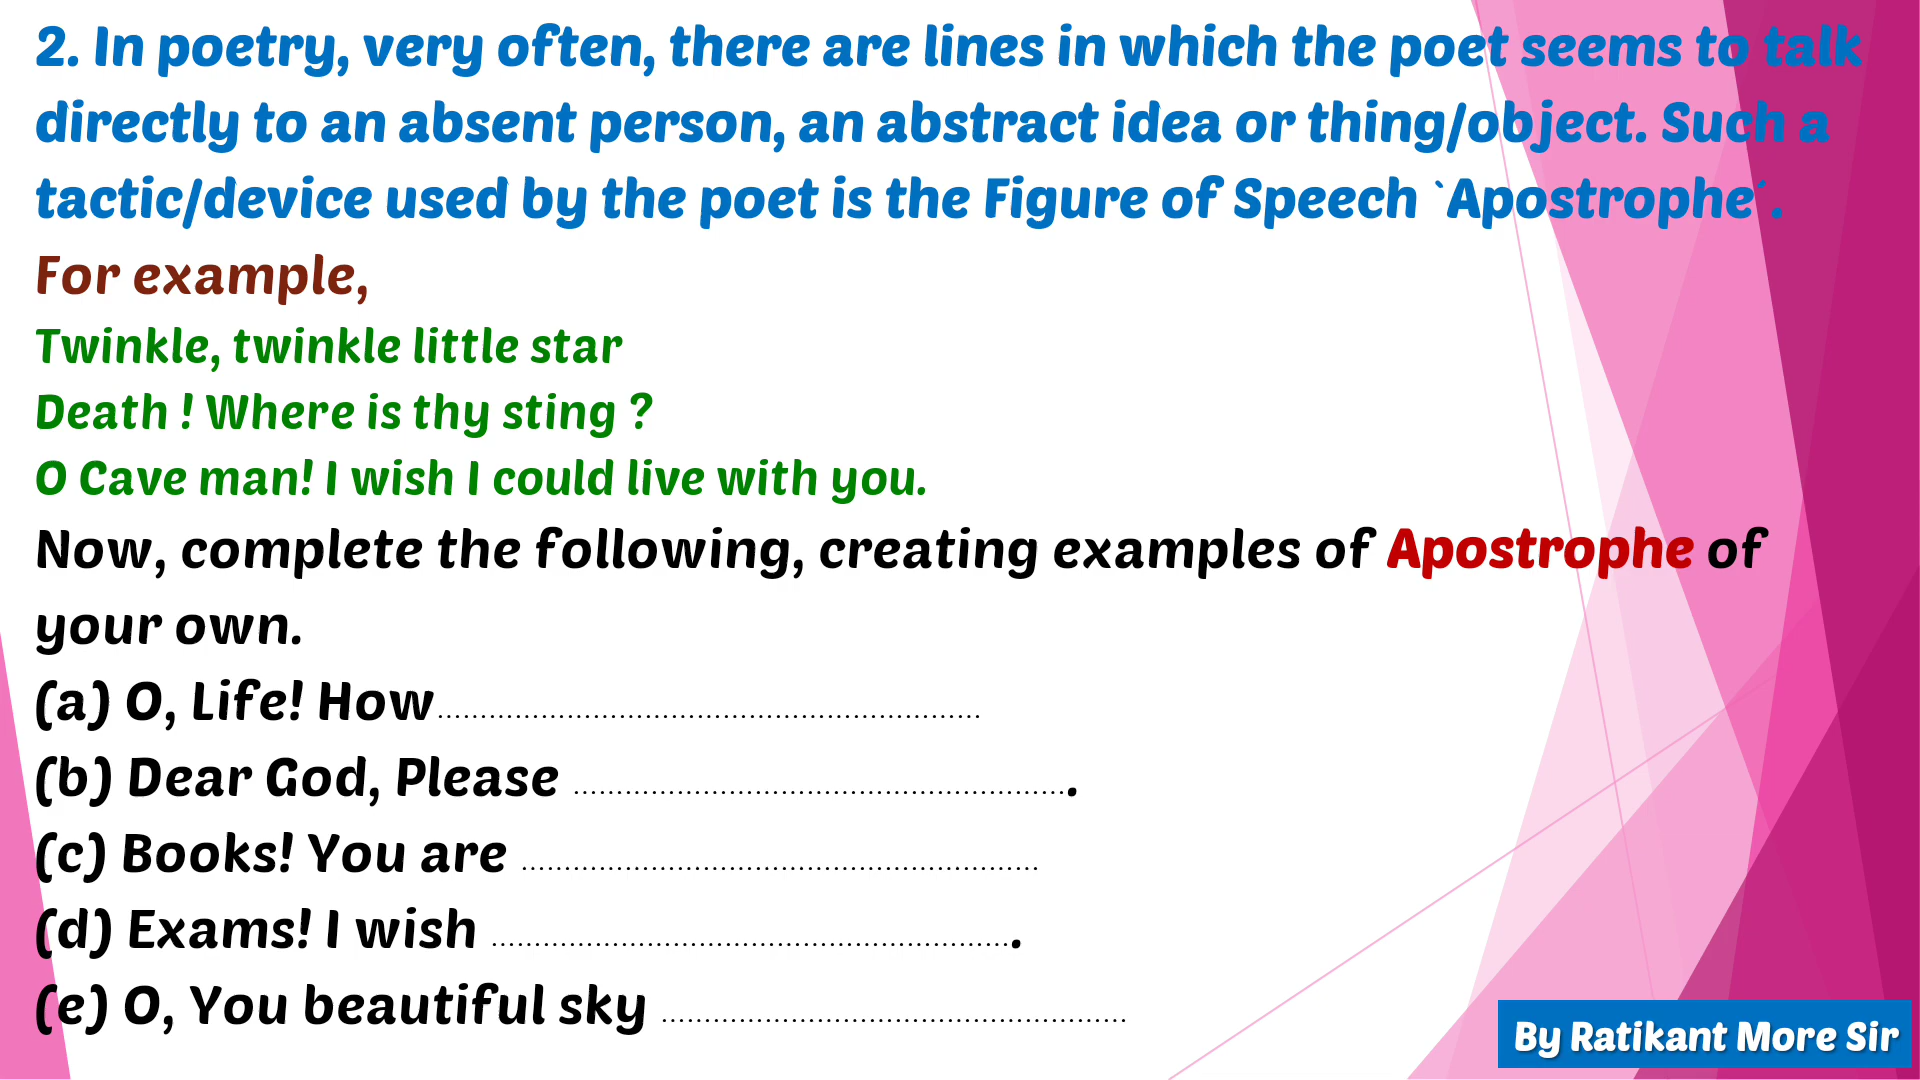 2. In poetry, very often, there are lines in which the poet seems to talk
directly to an absent person, an abstract idea or thing/object. Such a
tactic/device used by the poet is the Figure of Speech `Apostrophe´.
For example,
Twinkle, twinkle little star
Death ! Where is thy sting ?
O Cave man! I wish I could live with you.
Now, complete the following, creating examples of Apostrophe of
your own.
(a) O, Life! How...............................................................
(b) Dear God, Please ..........................................................
(c) Books! You are ............................................................
(d) Exams! I wish .............................................................
(e) O, You beautiful sky ......................................................
By Ratikant More Sir